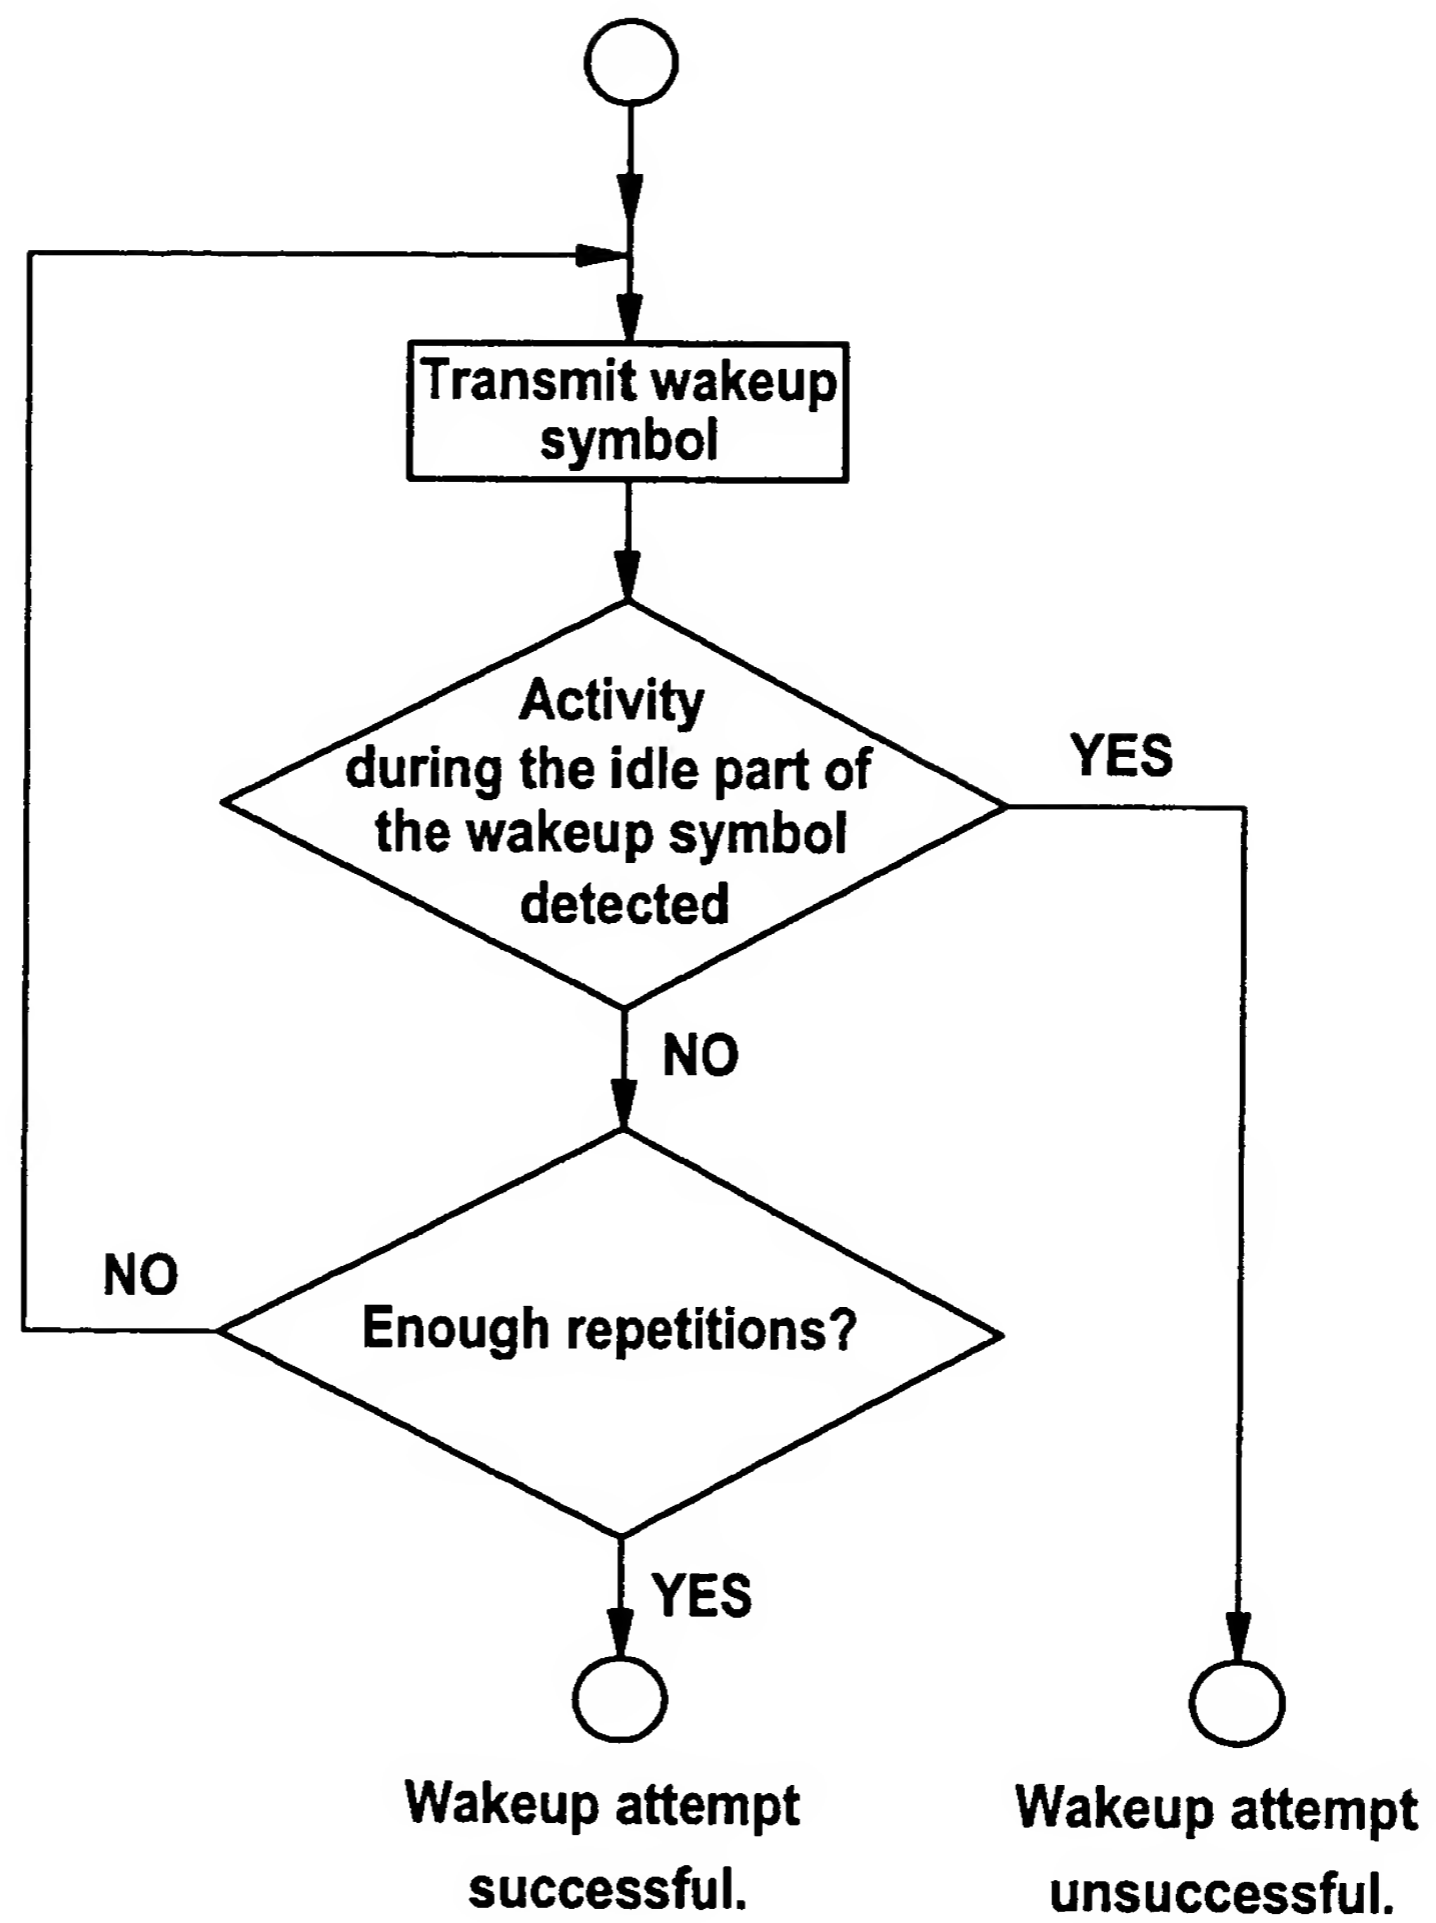 Transmit wakeup
symbol
Activity
during the idle part of
the wakeup symbol
detected
YES
NO
NO
Enough repetitions?
YES
Wakeup attempt
successful.
Wakeup attempt
unsuccessful.